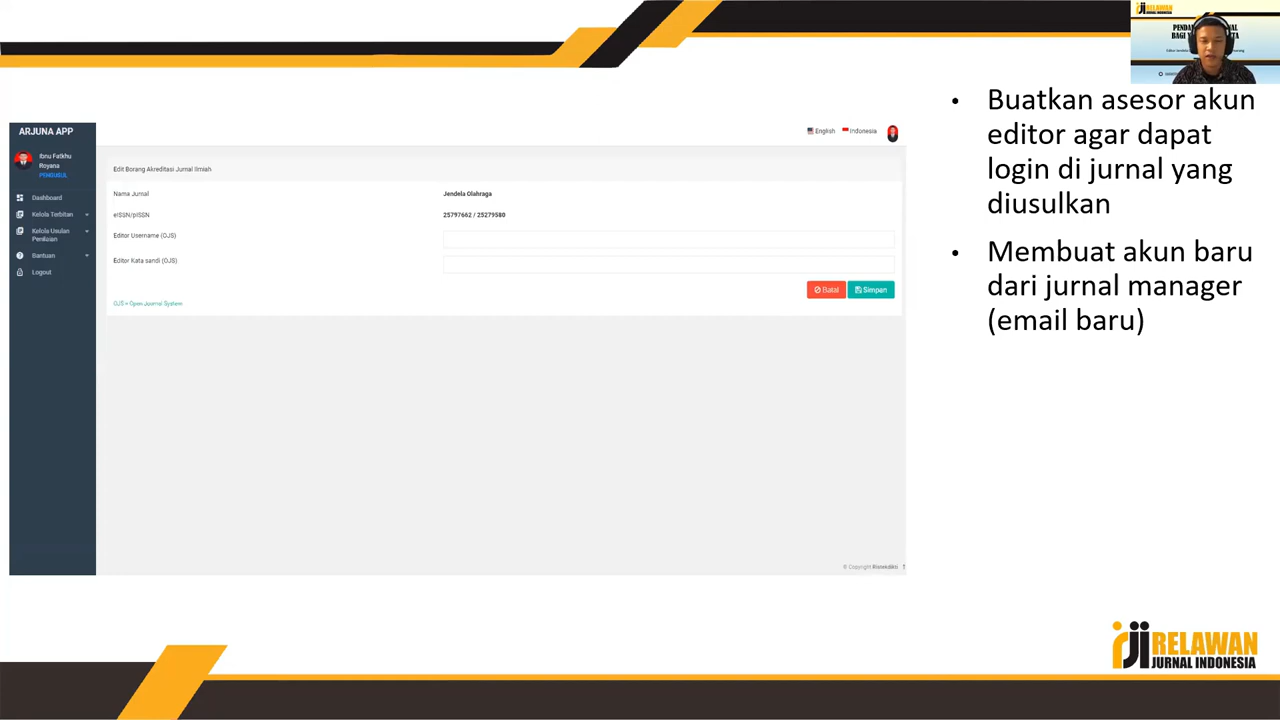 ARJUNA APP
Ibnu Fatkhu
Royana
PENGUSUL
Dashboard
Kelola Terbitan
Kelola Usulan
Penilaian
Bantuan
Logout
English
Indonesia
Edit Borang Akreditasi Jurnal Ilmiah
Nama Jurnal
Jendela Olahraga
eISSN/pISSN
25797662 / 25279580
Editor Username (OJS)
Editor Kata sandi (OJS)
Batal
Simpan
OJS = Open Journal System
© Copyright Ristekdikti
• Buatkan asesor akun
editor agar dapat
login di jurnal yang
diusulkan
• Membuat akun baru
dari jurnal manager
(email baru)
RELAWAN
JURNAL INDONESIA